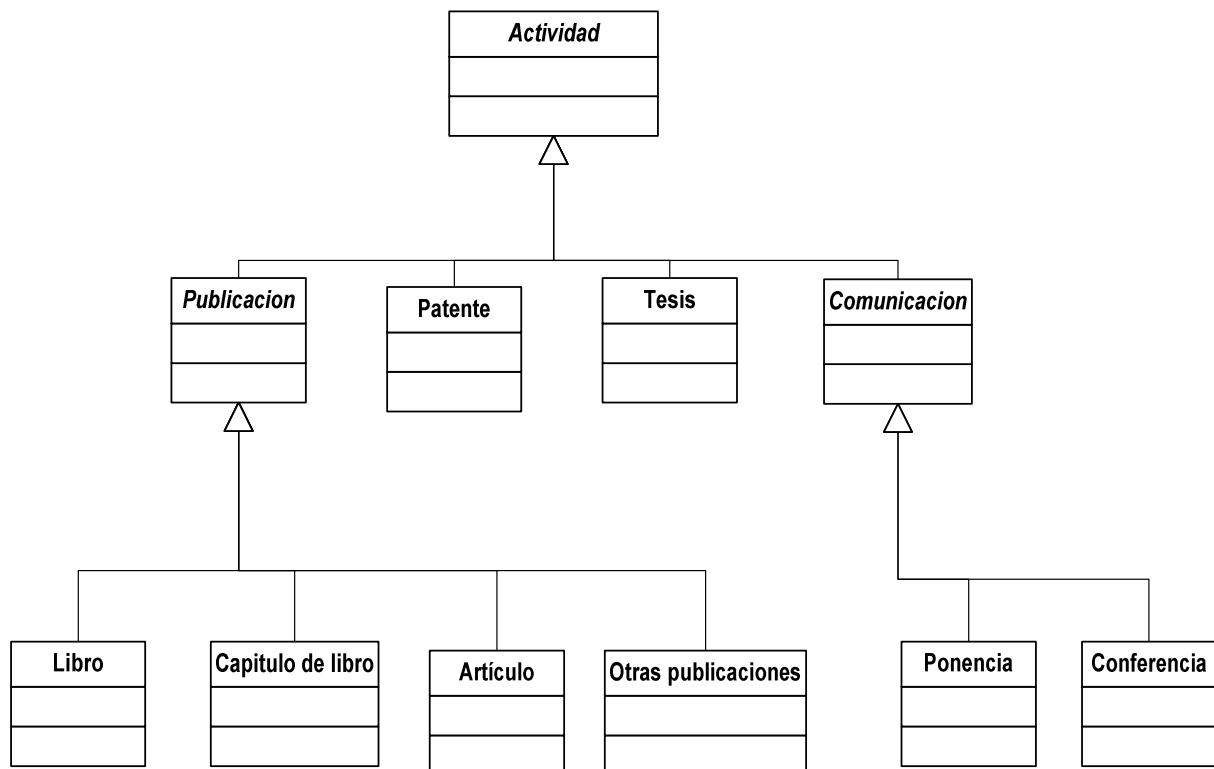 Actividad
Publicacion
Patente
Tesis
Comunicacion
Libro
Capitulo de libro
Artículo
Otras publicaciones
Ponencia
Conferencia